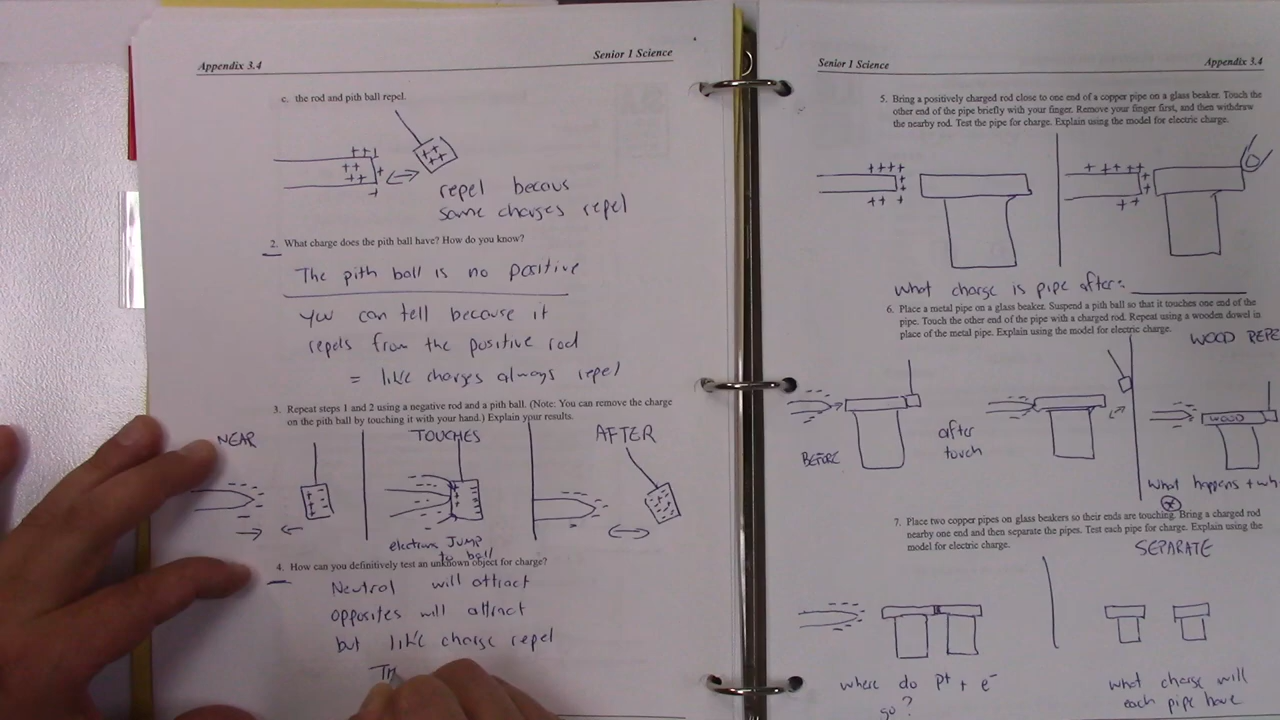 Appendix 3.4
Senior 1 Science
c. the rod and pith ball repel.
repel becaus
same charges repel
2. What charge does the pith ball have? How do you know?
The pith ball is no positive
you can tell because it
repels from the positive rod
= like charges always repel
3. Repeat steps 1 and 2 using a negative rod and a pith ball. (Note: You can remove the charge
on the pith ball by touching it with your hand.) Explain your results.
NEAR
TOUCHES
AFTER
electrons JUMP
to ball
4. How can you definitively test an unknown object for charge?
Neutral will attract
opposites will attract
but like charge repel
Senior 1 Science
Appendix 3.4
5. Bring a positively charged rod close to one end of a copper pipe on a glass beaker. Touch the
other end of the pipe briefly with your finger. Remove your finger first, and then withdraw
the nearby rod. Test the pipe for charge. Explain using the model for electric charge.
What charge is pipe after:
6. Place a metal pipe on a glass beaker. Suspend a pith ball so that it touches one end of the
pipe. Touch the other end of the pipe with a charged rod. Repeat using a wooden dowel in
place of the metal pipe. Explain using the model for electric charge.
WOOD PEPE
BEFORE
after
touch
WOOD
What happens + wh
7. Place two copper pipes on glass beakers so their ends are touching. Bring a charged rod
nearby one end and then separate the pipes. Test each pipe for charge. Explain using the
model for electric charge.
SEPARATE
where do p+ + e-
go?
what charge will
each pipe have